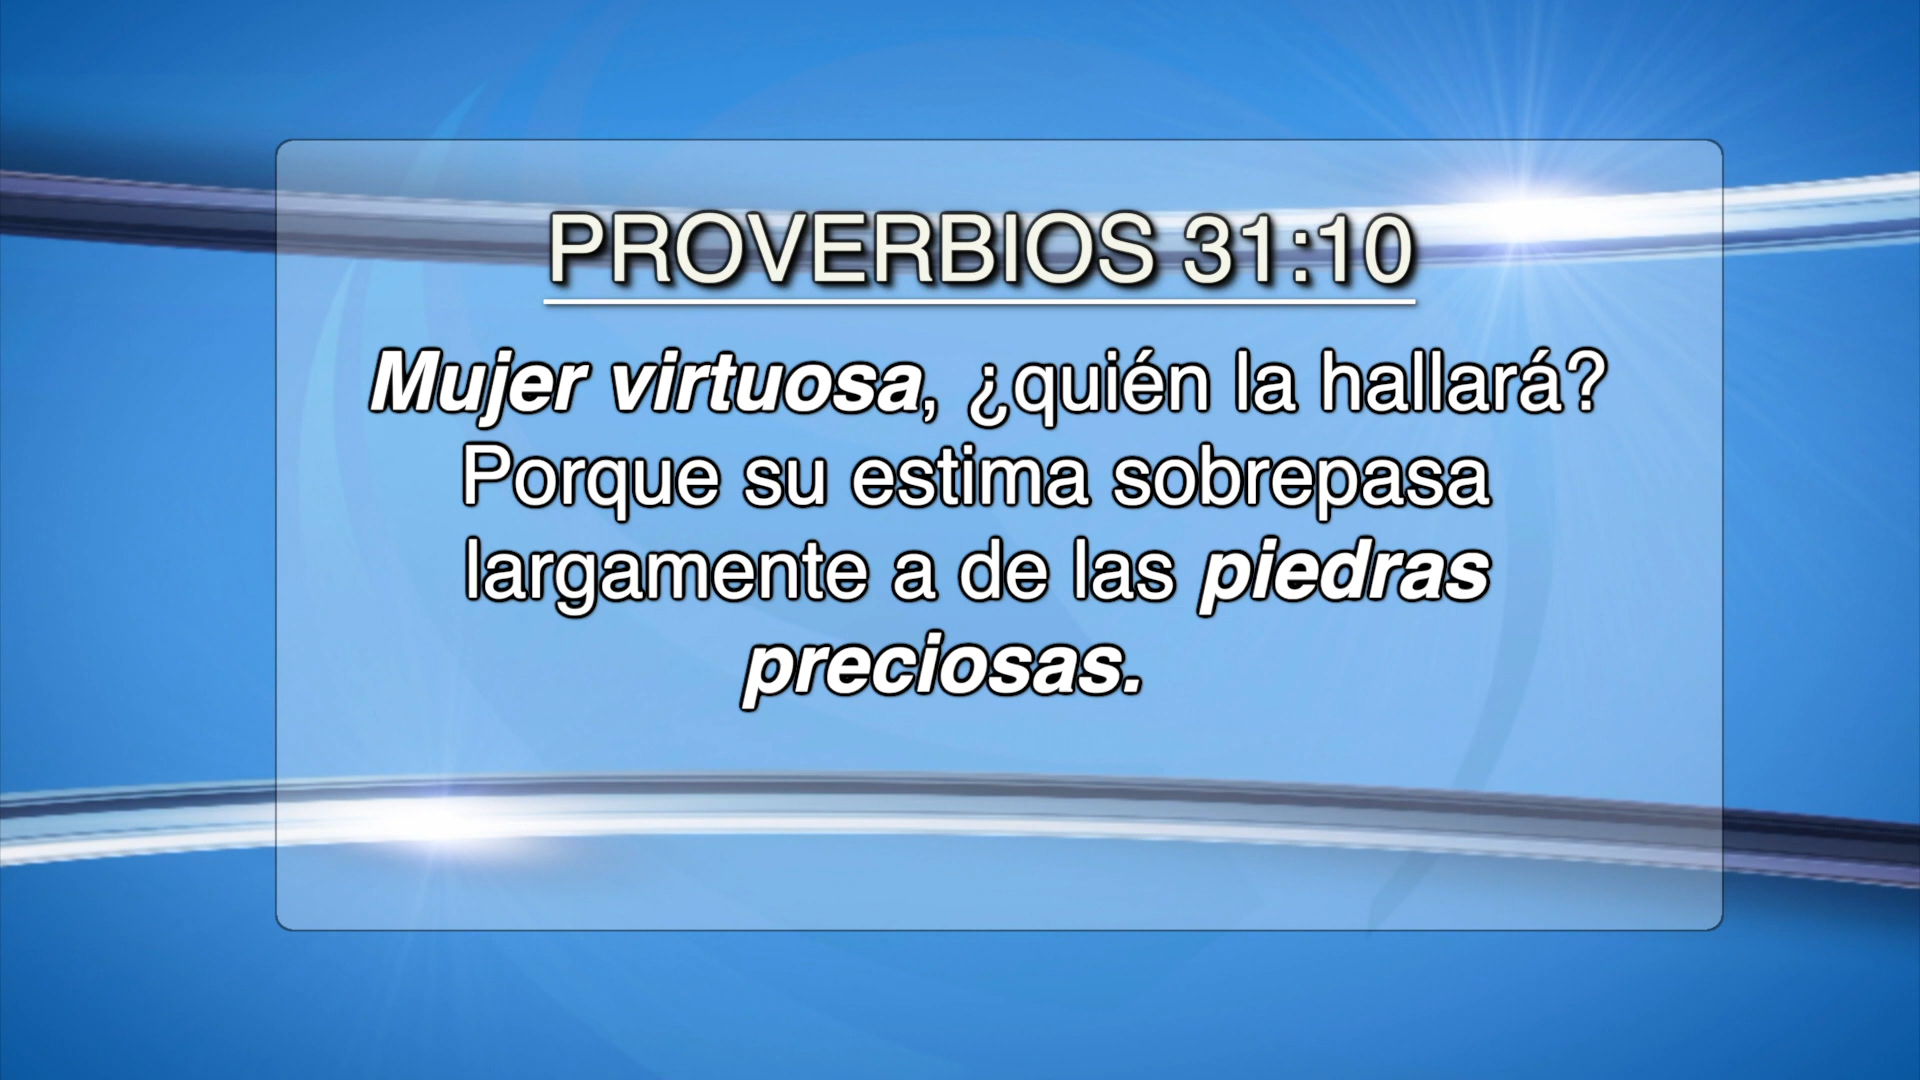 PROVERBIOS 31:10
Mujer virtuosa, ¿quién la hallará?
Porque su estima sobrepasa
largamente a de las piedras
preciosas.